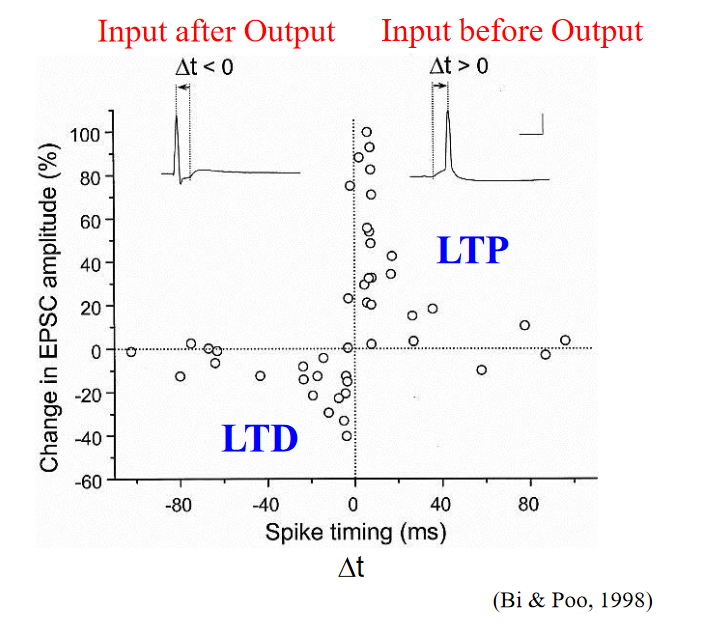 Input after Output
Input before Output
Δt < 0
Δt > 0
Change in EPSC amplitude (%)
100
80
60
40
20
0
-20
-40
-60
LTP
LTD
-80
-40
0
40
80
Spike timing (ms)
Δt
(Bi & Poo, 1998)